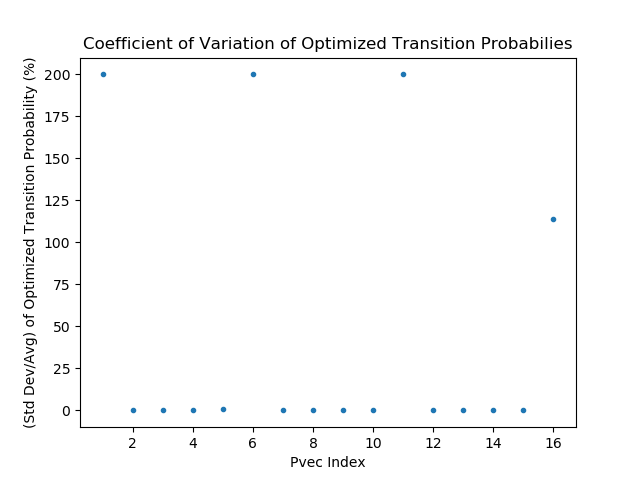 Coefficient of Variation of Optimized Transition Probabilies
(Std Dev/Avg) of Optimized Transition Probability (%)
200
175
150
125
100
75
50
25
0
2 4 6 8 10 12 14 16
Pvec Index